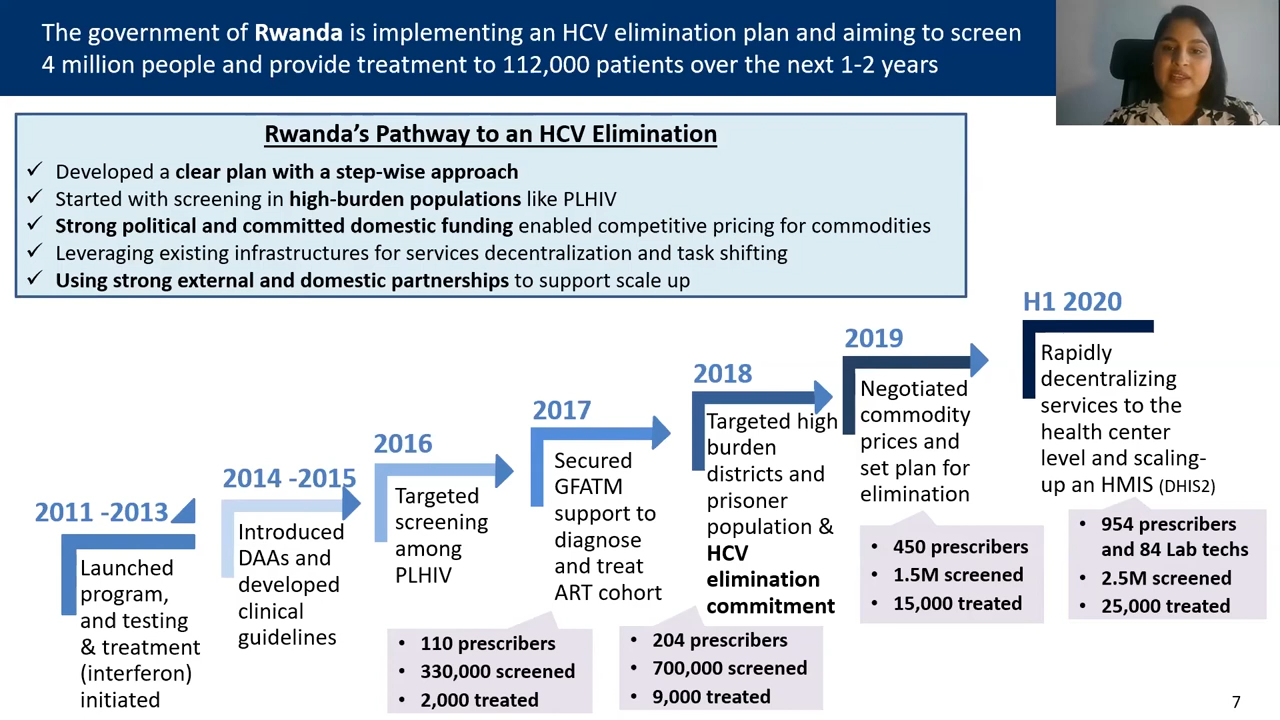 The government of Rwanda is implementing an HCV elimination plan and aiming to screen
4 million people and provide treatment to 112,000 patients over the next 1-2 years
Rwanda's Pathway to an HCV Elimination
✓ Developed a clear plan with a step-wise approach
✓ Started with screening in high-burden populations like PLHIV
✓ Strong political and committed domestic funding enabled competitive pricing for commodities
✓ Leveraging existing infrastructures for services decentralization and task shifting
✓ Using strong external and domestic partnerships to support scale up
2011 -2013
Launched
program,
and testing
& treatment
(interferon)
initiated
2014 -2015
Introduced
DAAs and
developed
clinical
guidelines
2016
Targeted
screening
among
PLHIV
2017
Secured
GFATM
support to
diagnose
and treat
ART cohort
• 110 prescribers
• 330,000 screened
• 2,000 treated
2018
Targeted high
burden
districts and
prisoner
population &
HCV
elimination
commitment
• 204 prescribers
• 700,000 screened
• 9,000 treated
2019
Negotiated
commodity
prices and
set plan for
elimination
• 450 prescribers
• 1.5M screened
• 15,000 treated
H1 2020
Rapidly
decentralizing
services to the
health center
level and scaling-
up an HMIS (DHIS2)
• 954 prescribers
and 84 Lab techs
• 2.5M screened
• 25,000 treated
7